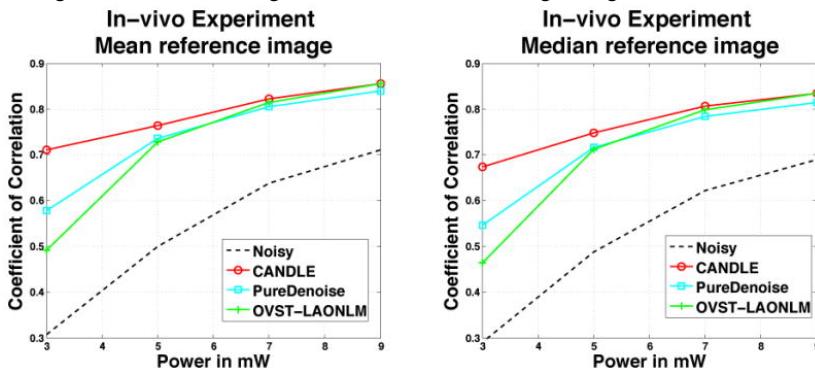 In-vivo Experiment
Mean reference image
Coefficient of Correlation
0.9
0.8
0.7
0.6
0.5
0.4
0.3
3 4 5 6 7 8 9
Power in mW
Noisy
CANDLE
PureDenoise
OVST-LAONLM
In-vivo Experiment
Median reference image
Coefficient of Correlation
0.9
0.8
0.7
0.6
0.5
0.4
0.3
3 4 5 6 7 8 9
Power in mW
Noisy
CANDLE
PureDenoise
OVST-LAONLM